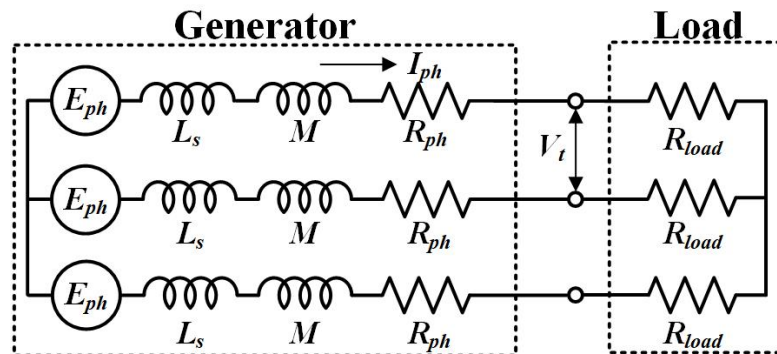 Generator Load
E_ph I_ph
L_s M R_ph R_load
V_t
E_ph
L_s M R_ph R_load
E_ph
L_s M R_ph R_load